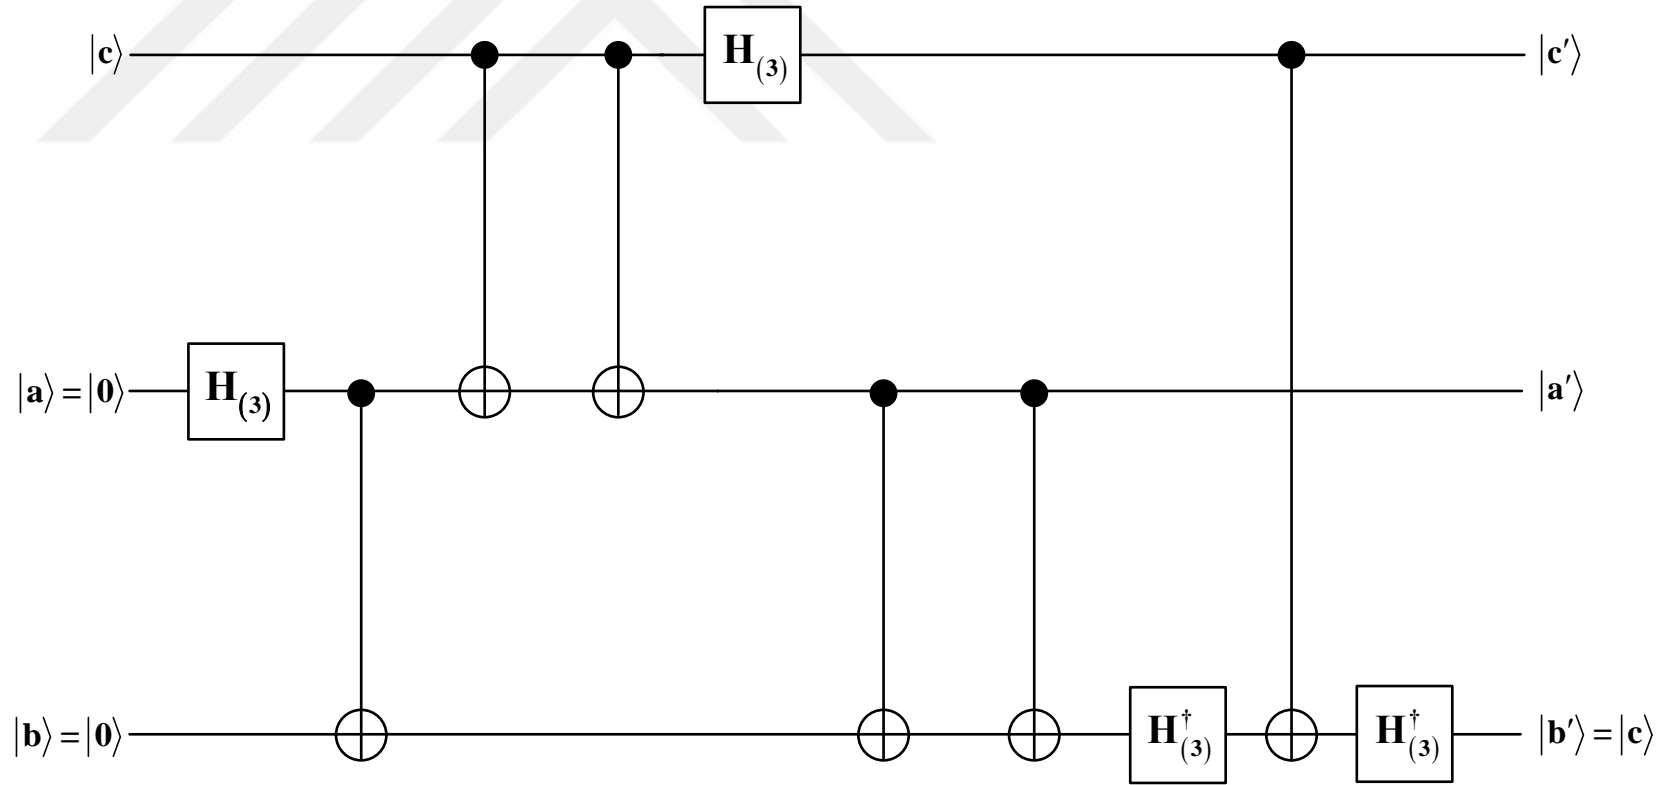 |c⟩ H₍₃₎ |c′⟩
|a⟩ = |0⟩ H₍₃₎ |a′⟩
|b⟩ = |0⟩ H†₍₃₎ H†₍₃₎ |b′⟩ = |c⟩